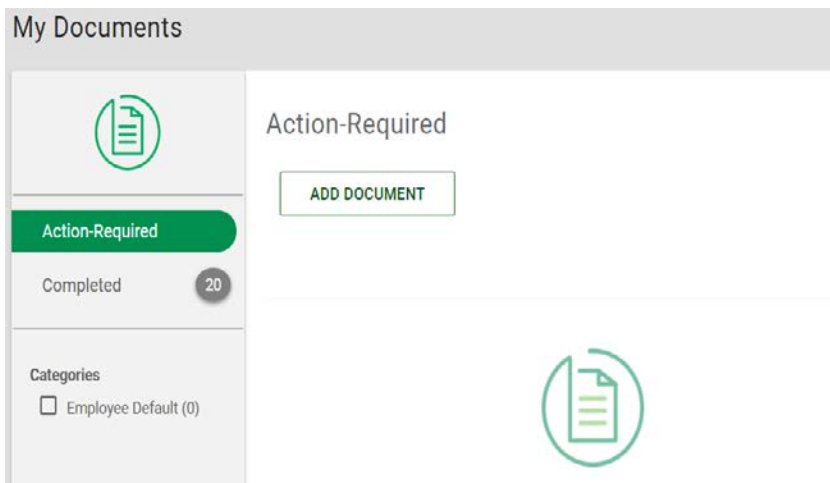 My Documents
Action-Required
ADD DOCUMENT
Action-Required
Completed 20
Categories
Employee Default (0)